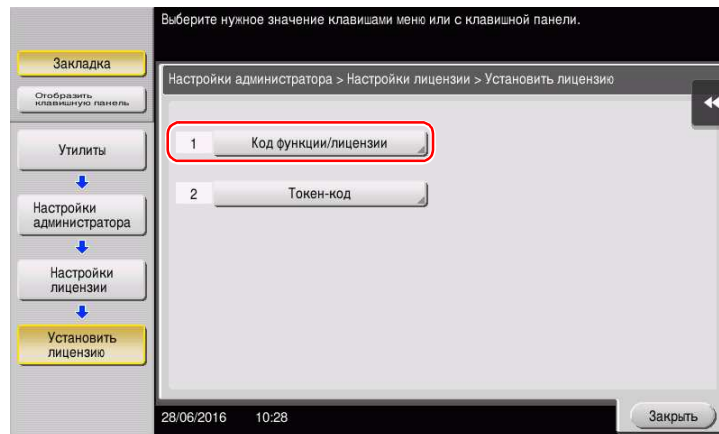 Выберите нужное значение клавишами меню или с клавишной панели.
Закладка
Отобразить
клавишную панель
Утилиты
Настройки
администратора
Настройки
лицензии
Установить
лицензию
Настройки администратора > Настройки лицензии > Установить лицензию
1 Код функции/лицензии
2 Токен-код
28/06/2016 10:28
Закрыть